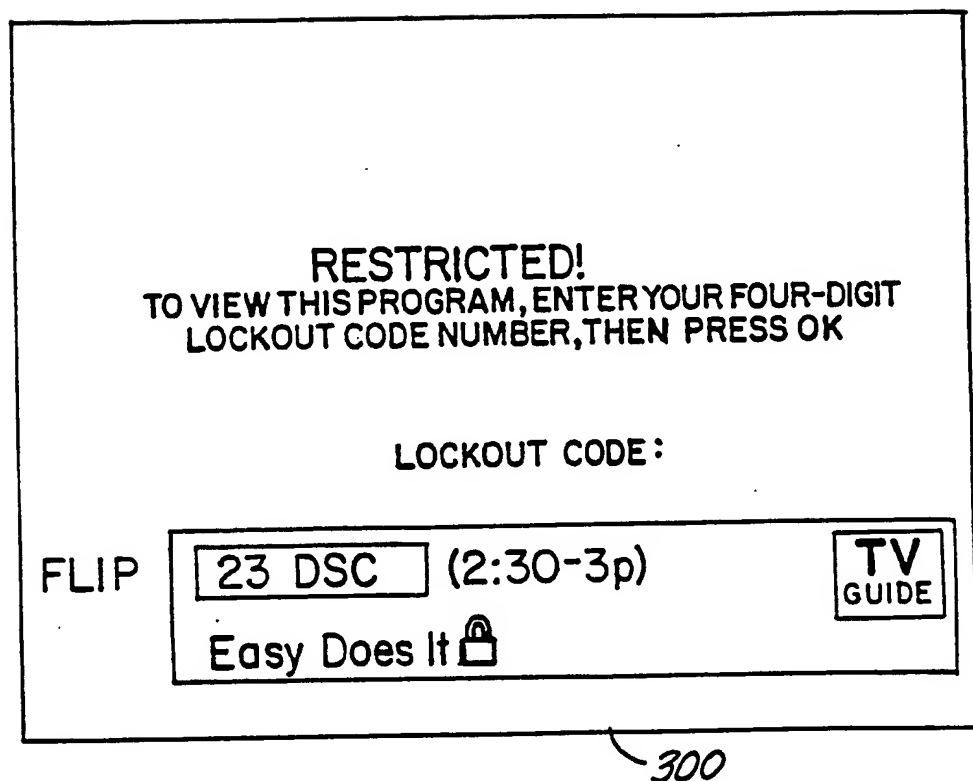 RESTRICTED!
TO VIEW THIS PROGRAM, ENTER YOUR FOUR-DIGIT
LOCKOUT CODE NUMBER, THEN PRESS OK
LOCKOUT CODE:
FLIP
23 DSC (2:30-3p)
TV
GUIDE
Easy Does It
300